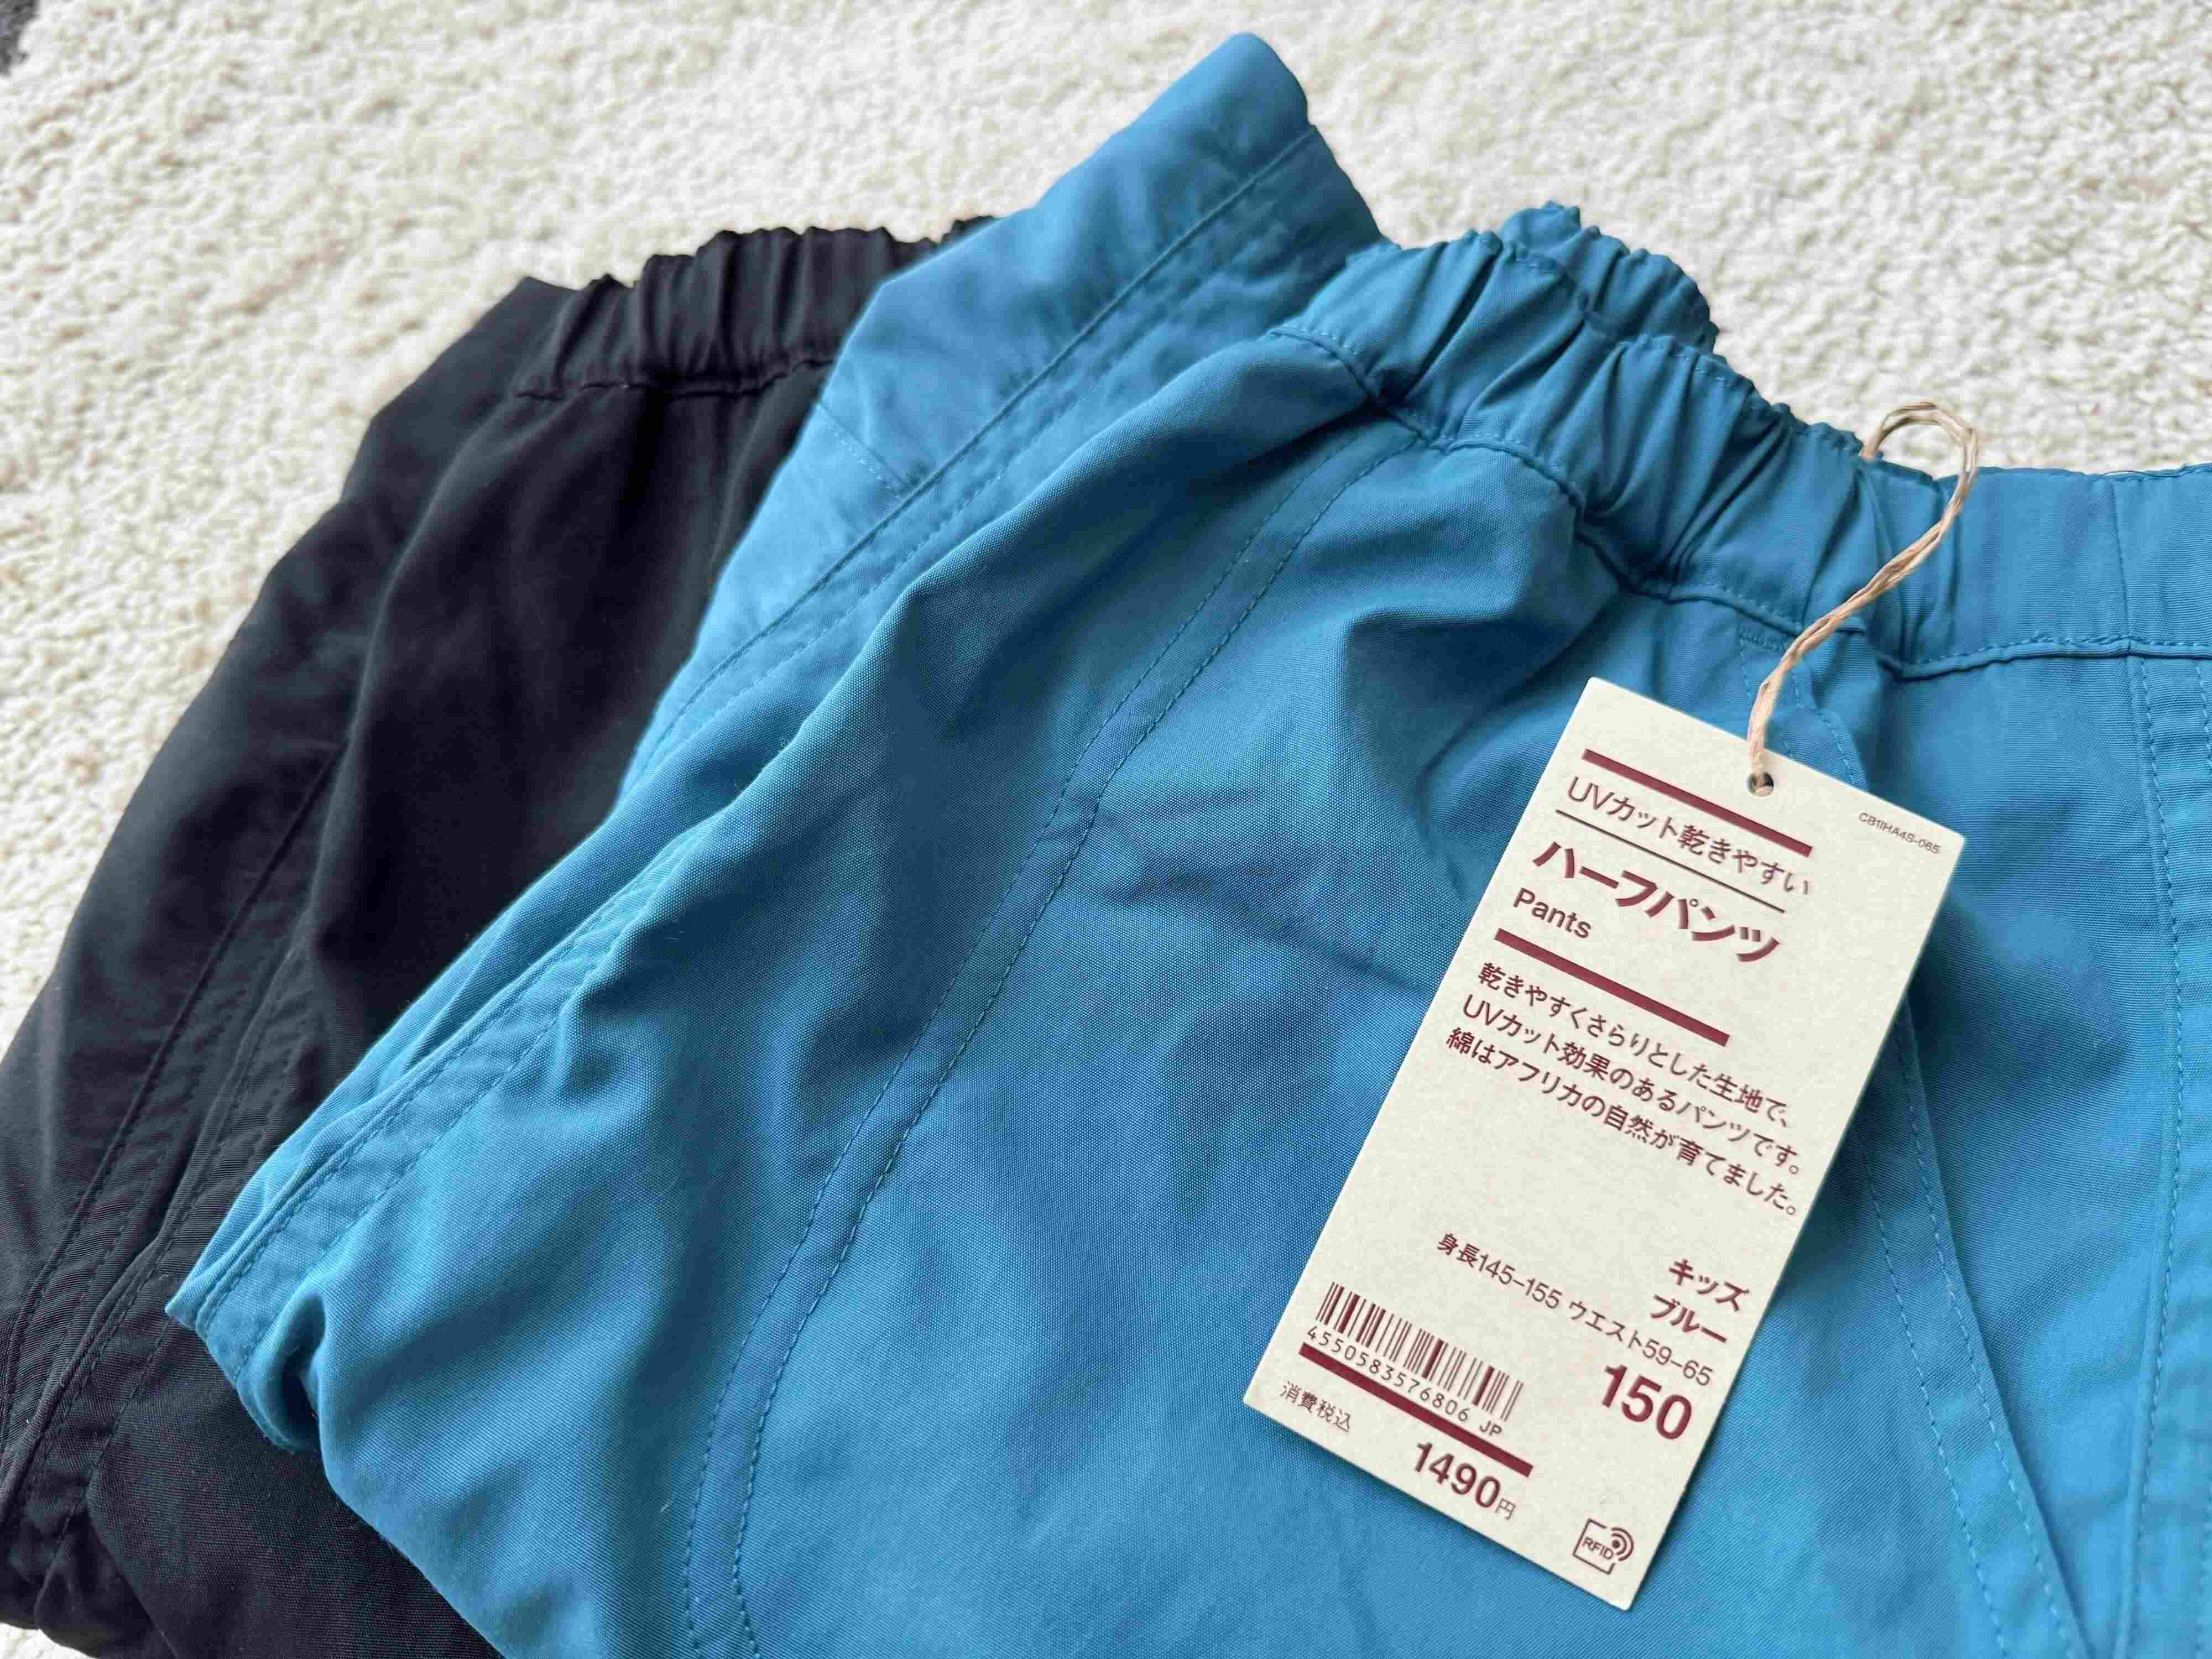 CB1IHA4S-065
UVカット乾きやすい
ハーフパンツ
Pants
乾きやすくさらりとした生地で、
UVカット効果のあるパンツです。
綿はアフリカの自然が育てました。
キッズ
ブルー
身長145-155 ウエスト59-65
150
4550583576806 JP
消費税込
1490円
RFID